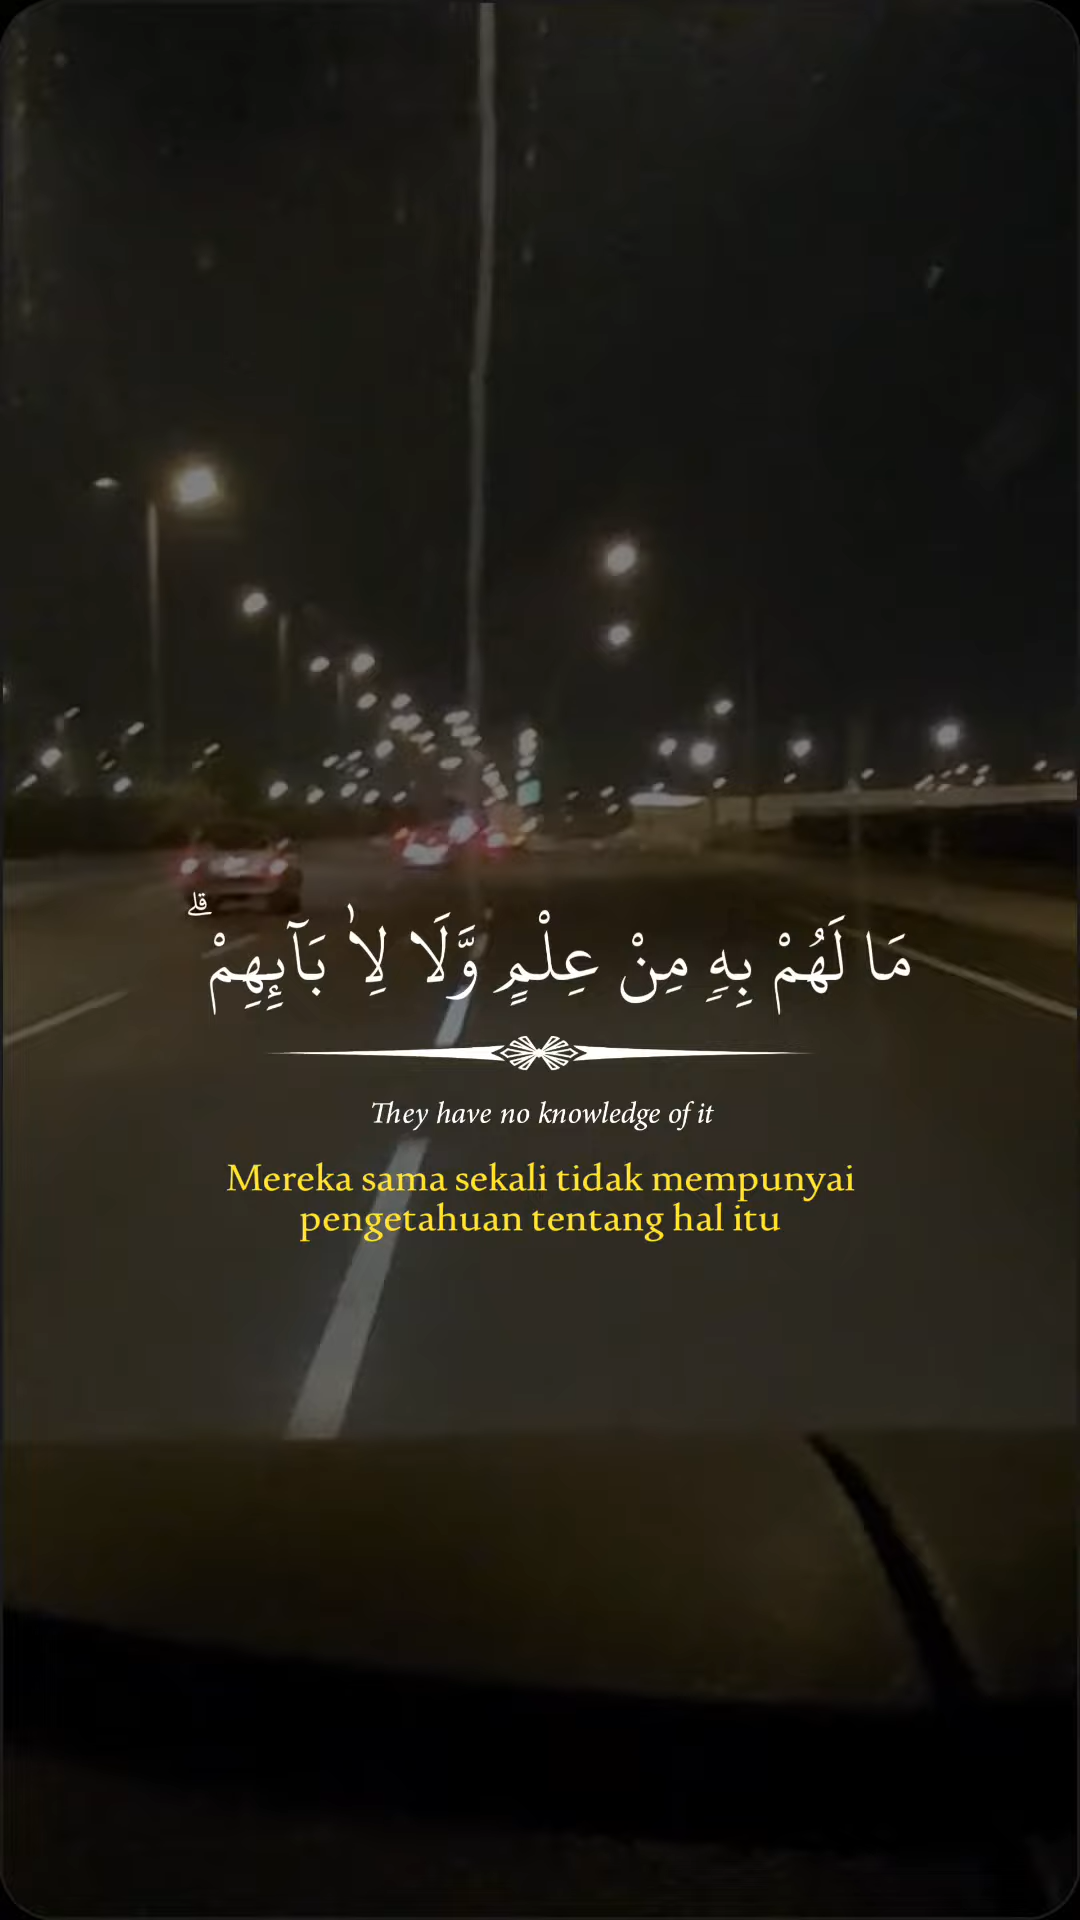 مَا لَهُمْ بِهٖ مِنْ عِلْمٍ وَّلَا لِاٰ بَآىِٕهِمْ ۗ
They have no knowledge of it
Mereka sama sekali tidak mempunyai
pengetahuan tentang hal itu